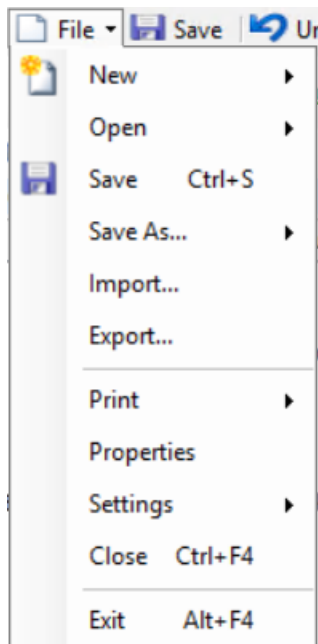 File Save Un
New
Open
Save Ctrl+S
Save As...
Import...
Export...
Print
Properties
Settings
Close Ctrl+F4
Exit Alt+F4